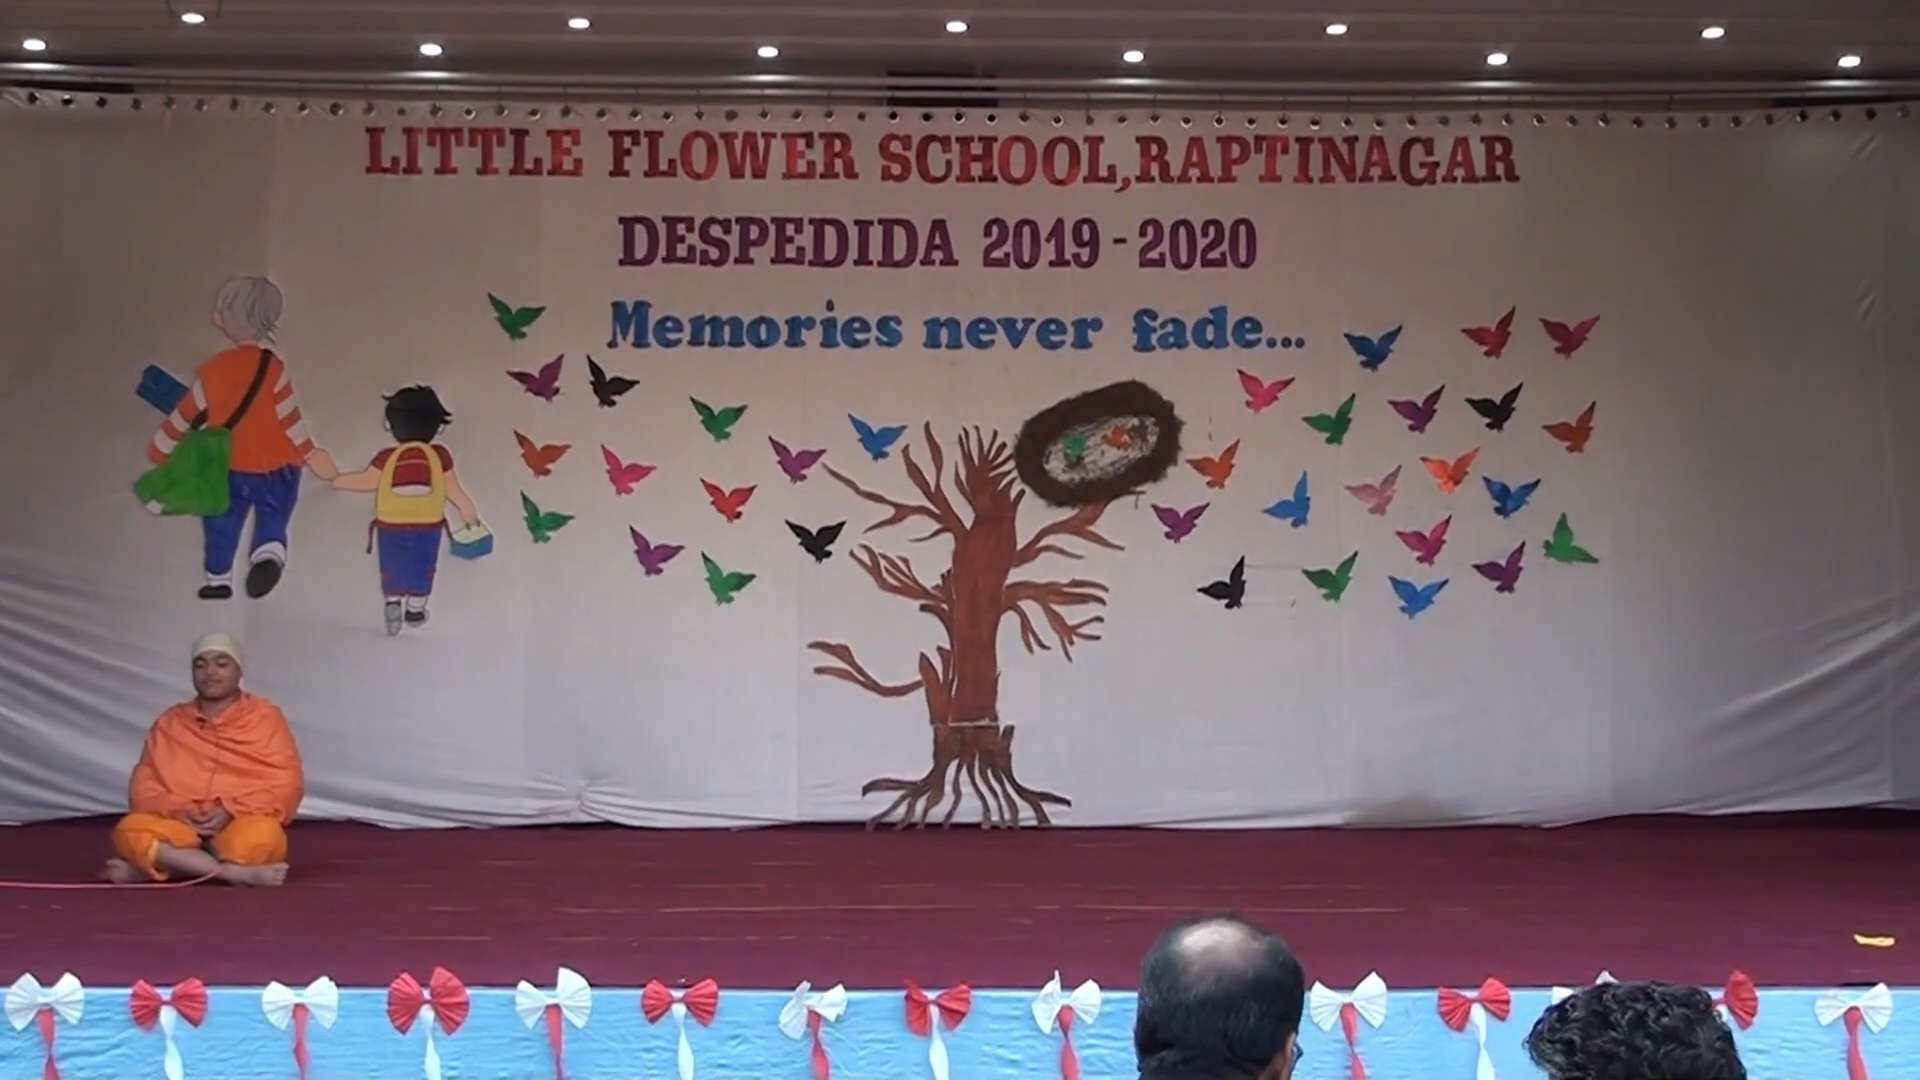 LITTLE FLOWER SCHOOL,RAPTINAGAR
DESPEDIDA 2019-2020
Memories never fade...